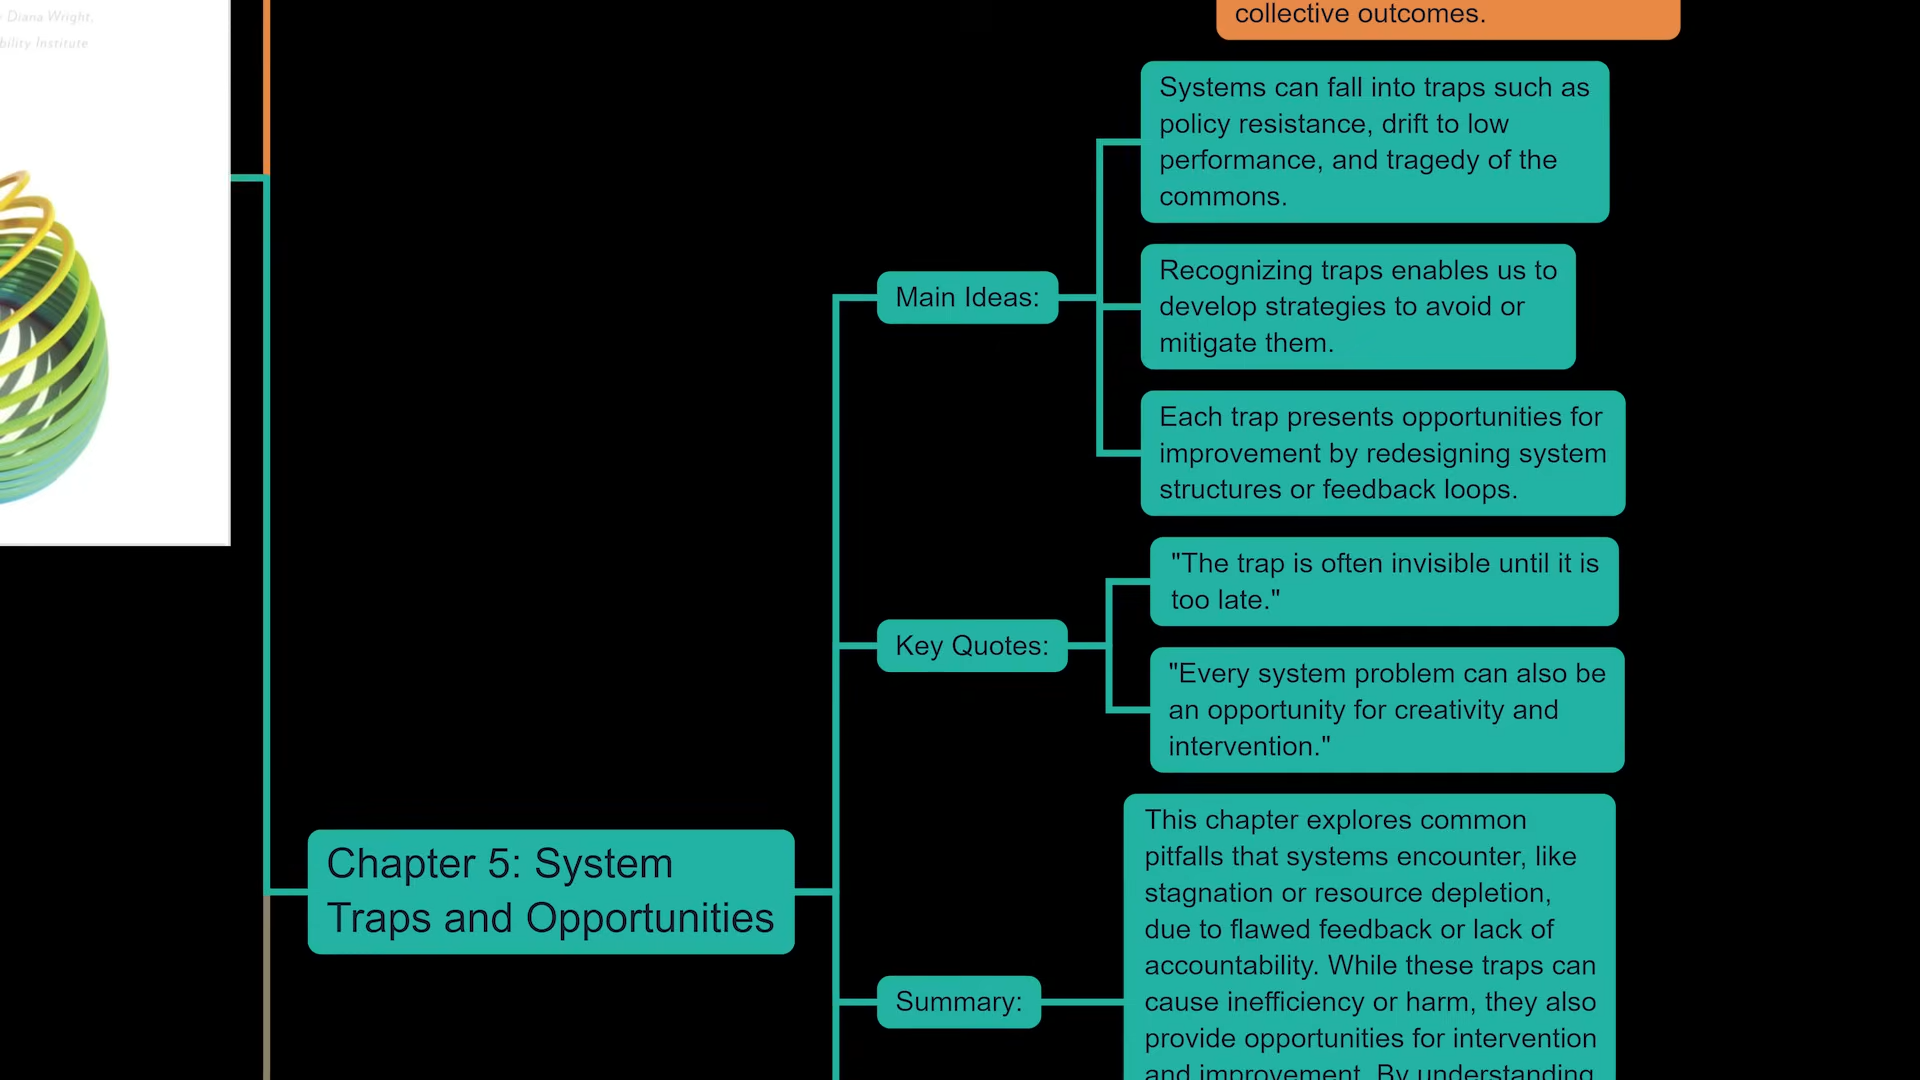 Diana Wright,
bility Institute
collective outcomes.
Systems can fall into traps such as
policy resistance, drift to low
performance, and tragedy of the
commons.
Main Ideas:
Recognizing traps enables us to
develop strategies to avoid or
mitigate them.
Each trap presents opportunities for
improvement by redesigning system
structures or feedback loops.
Key Quotes:
"The trap is often invisible until it is
too late."
"Every system problem can also be
an opportunity for creativity and
intervention."
Chapter 5: System
Traps and Opportunities
Summary:
This chapter explores common
pitfalls that systems encounter, like
stagnation or resource depletion,
due to flawed feedback or lack of
accountability. While these traps can
cause inefficiency or harm, they also
provide opportunities for intervention
and improvement. By understanding